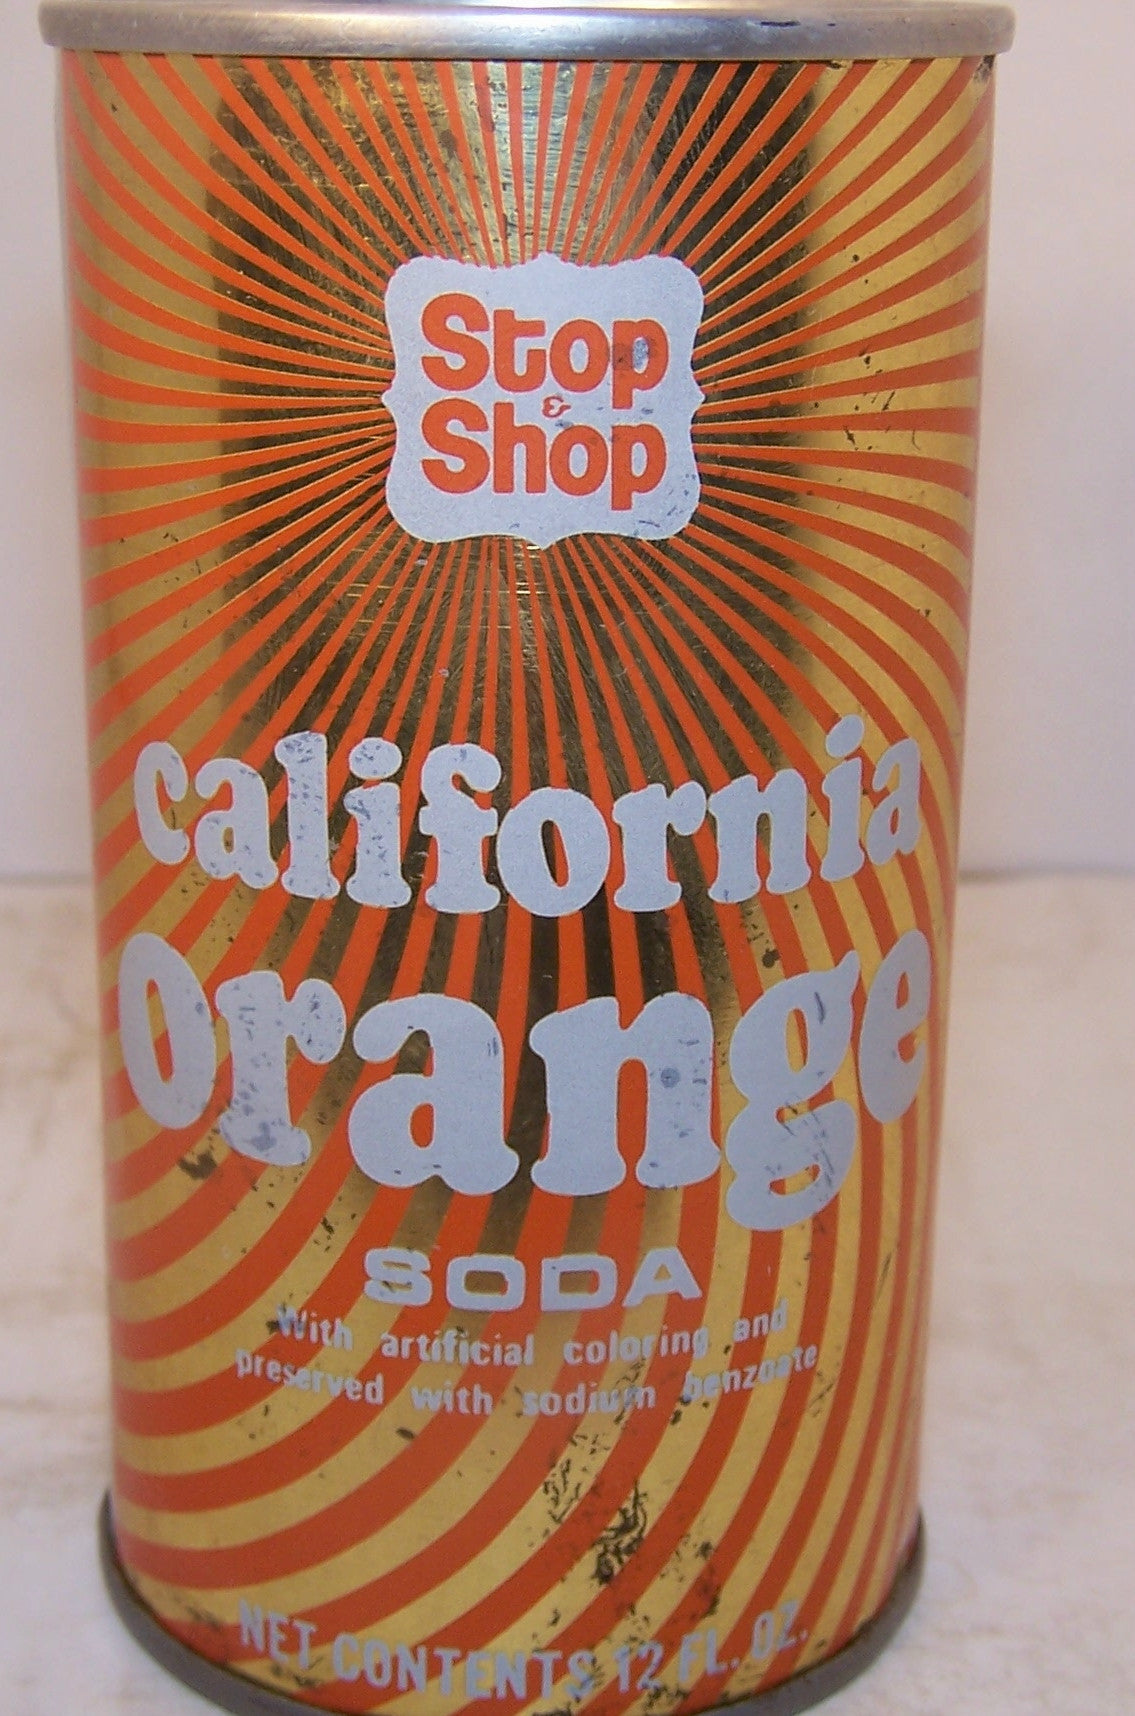 Stop
&
Shop
california
orange
SODA
With artificial coloring and
preserved with sodium benzoate
NET CONTENTS 12 FL. OZ.